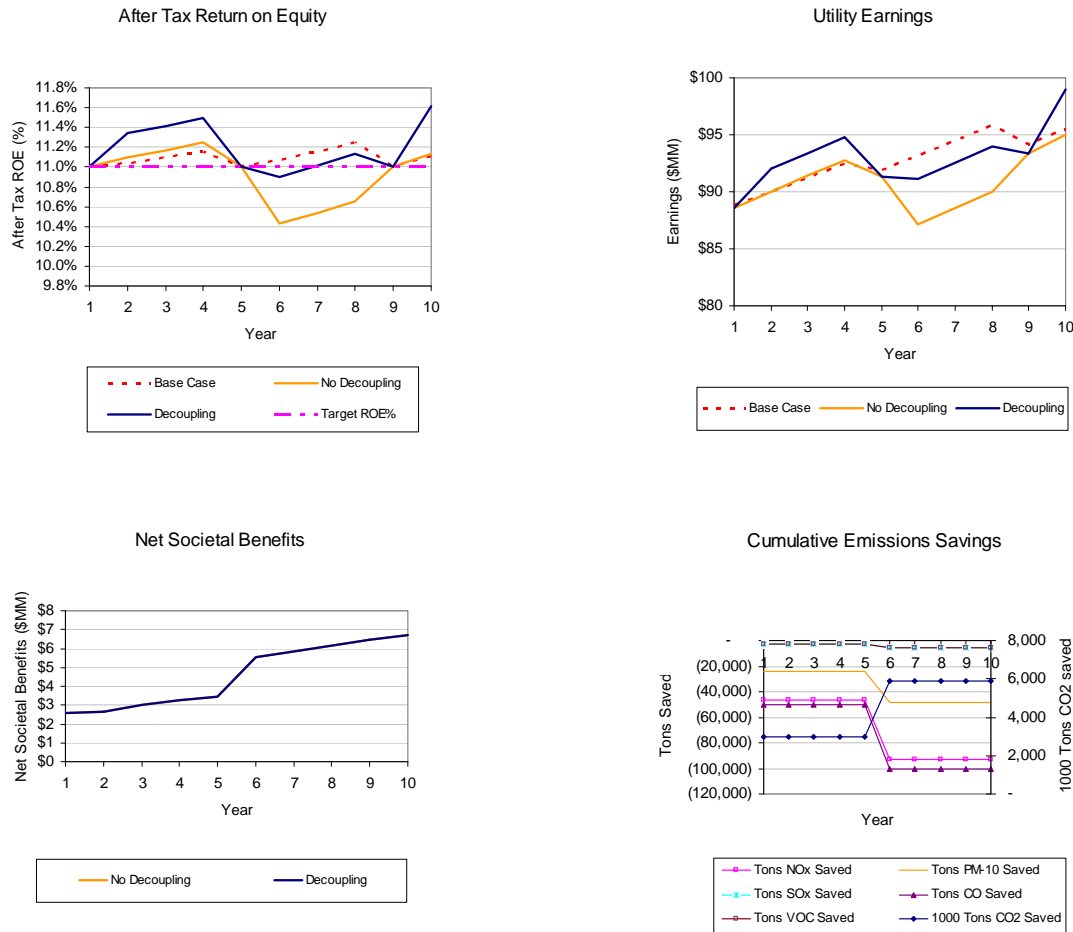 After Tax Return on Equity
11.8%
11.6%
11.4%
11.2%
11.0%
10.8%
10.6%
10.4%
10.2%
10.0%
9.8%
After Tax ROE (%)
1 2 3 4 5 6 7 8 9 10
Year
Base Case No Decoupling
Decoupling Target ROE%
Utility Earnings
$100
$95
$90
$85
$80
Earnings ($MM)
1 2 3 4 5 6 7 8 9 10
Year
Base Case No Decoupling Decoupling
Net Societal Benefits
$8
$7
$6
$5
$4
$3
$2
$1
$0
Net Societal Benefits ($MM)
1 2 3 4 5 6 7 8 9 10
Year
No Decoupling Decoupling
Cumulative Emissions Savings
-
(20,000)
(40,000)
(60,000)
(80,000)
(100,000)
(120,000)
Tons Saved
1 2 3 4 5 6 7 8 9 10
8,000
6,000
4,000
2,000
-
1000 Tons CO2 saved
Year
Tons NOx Saved Tons PM-10 Saved
Tons SOx Saved Tons CO Saved
Tons VOC Saved 1000 Tons CO2 Saved